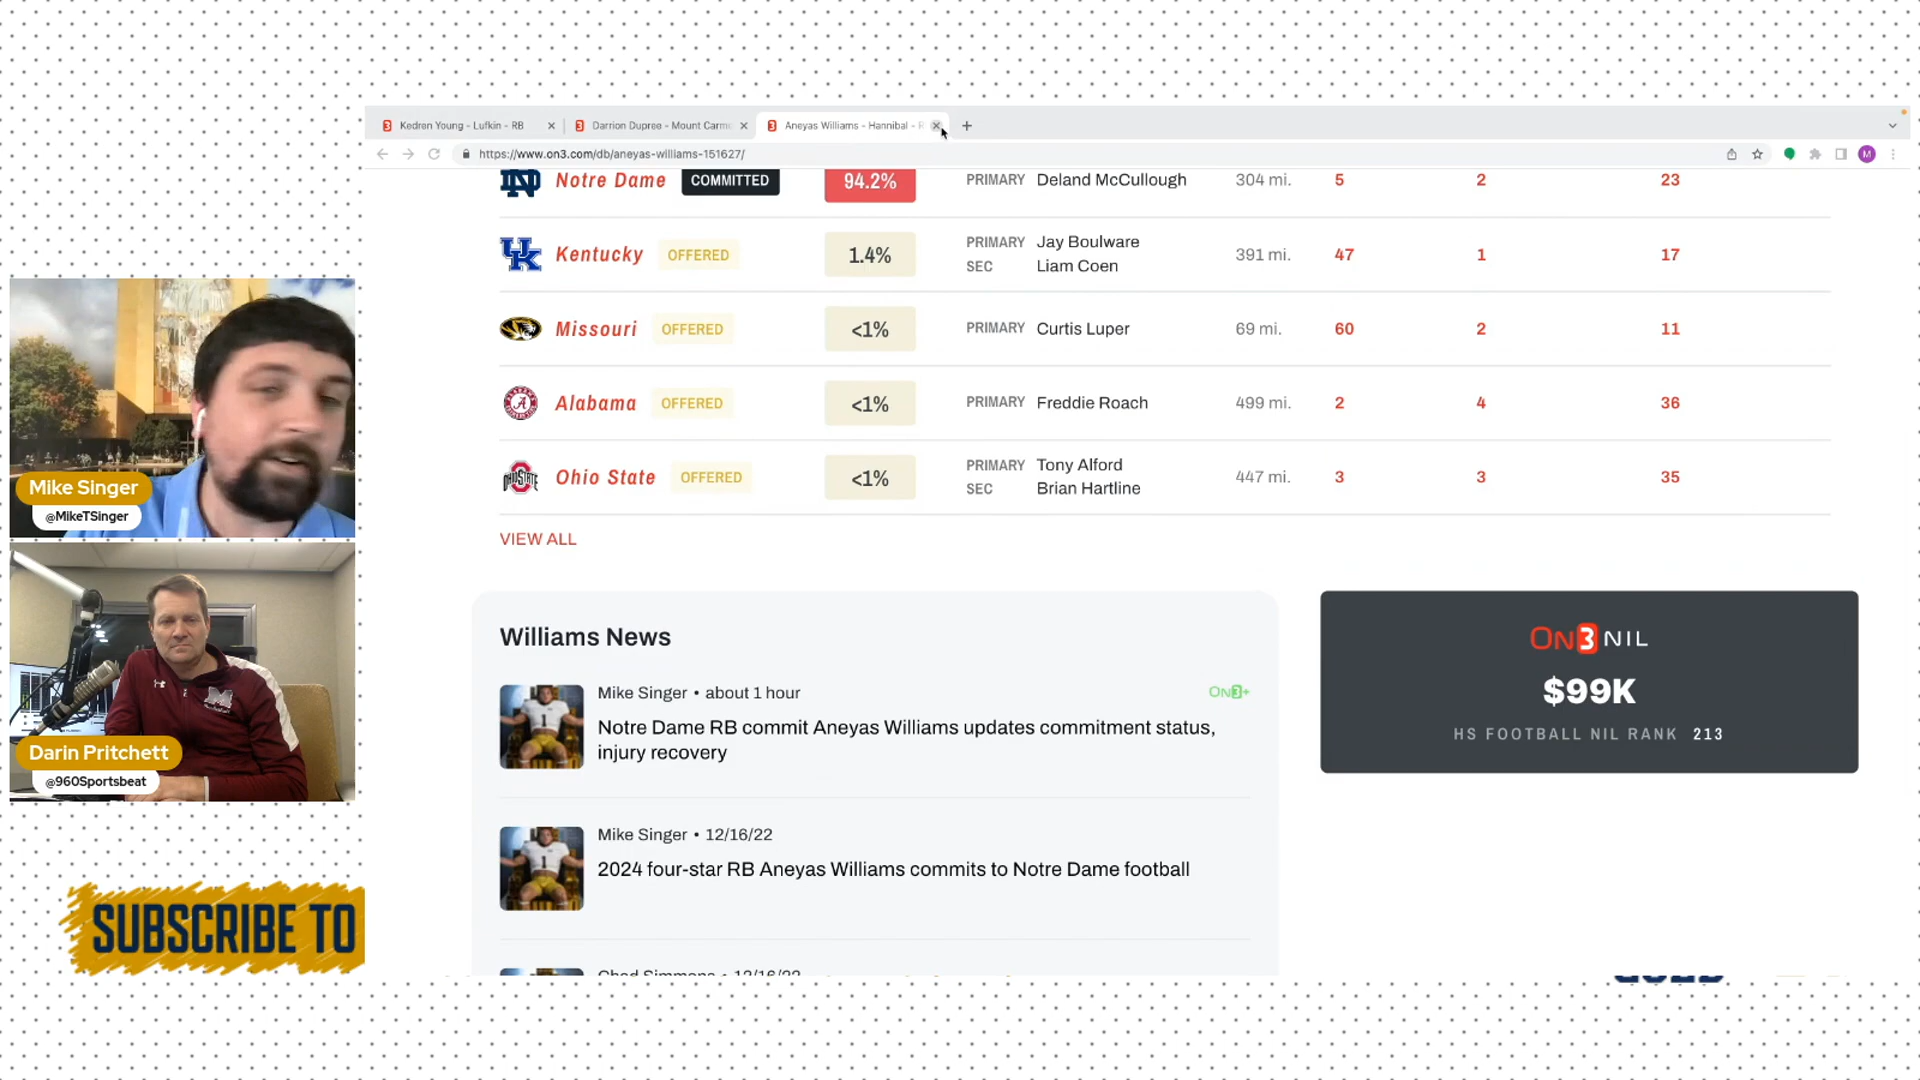 Kedren Young - Lufkin - RB
Darrion Dupree - Mount Carm
Aneyas Williams - Hannibal - R
https://www.on3.com/db/aneyas-williams-151627/
M
Notre Dame COMMITTED 94.2% PRIMARY Deland McCullough 304 mi. 5 2 23
Kentucky OFFERED 1.4% PRIMARY Jay Boulware 391 mi. 47 1 17
SEC Liam Coen
Missouri OFFERED <1% PRIMARY Curtis Luper 69 mi. 60 2 11
Alabama OFFERED <1% PRIMARY Freddie Roach 499 mi. 2 4 36
Ohio State OFFERED <1% PRIMARY Tony Alford 447 mi. 3 3 35
SEC Brian Hartline
VIEW ALL
Williams News
Mike Singer • about 1 hour
ON3+
Notre Dame RB commit Aneyas Williams updates commitment status,
injury recovery
Mike Singer • 12/16/22
2024 four-star RB Aneyas Williams commits to Notre Dame football
Chad Simmons • 12/16/22
ON3 NIL
$99K
HS FOOTBALL NIL RANK 213
Mike Singer
@MikeTSinger
Darin Pritchett
@960Sportsbeat
SUBSCRIBE TO